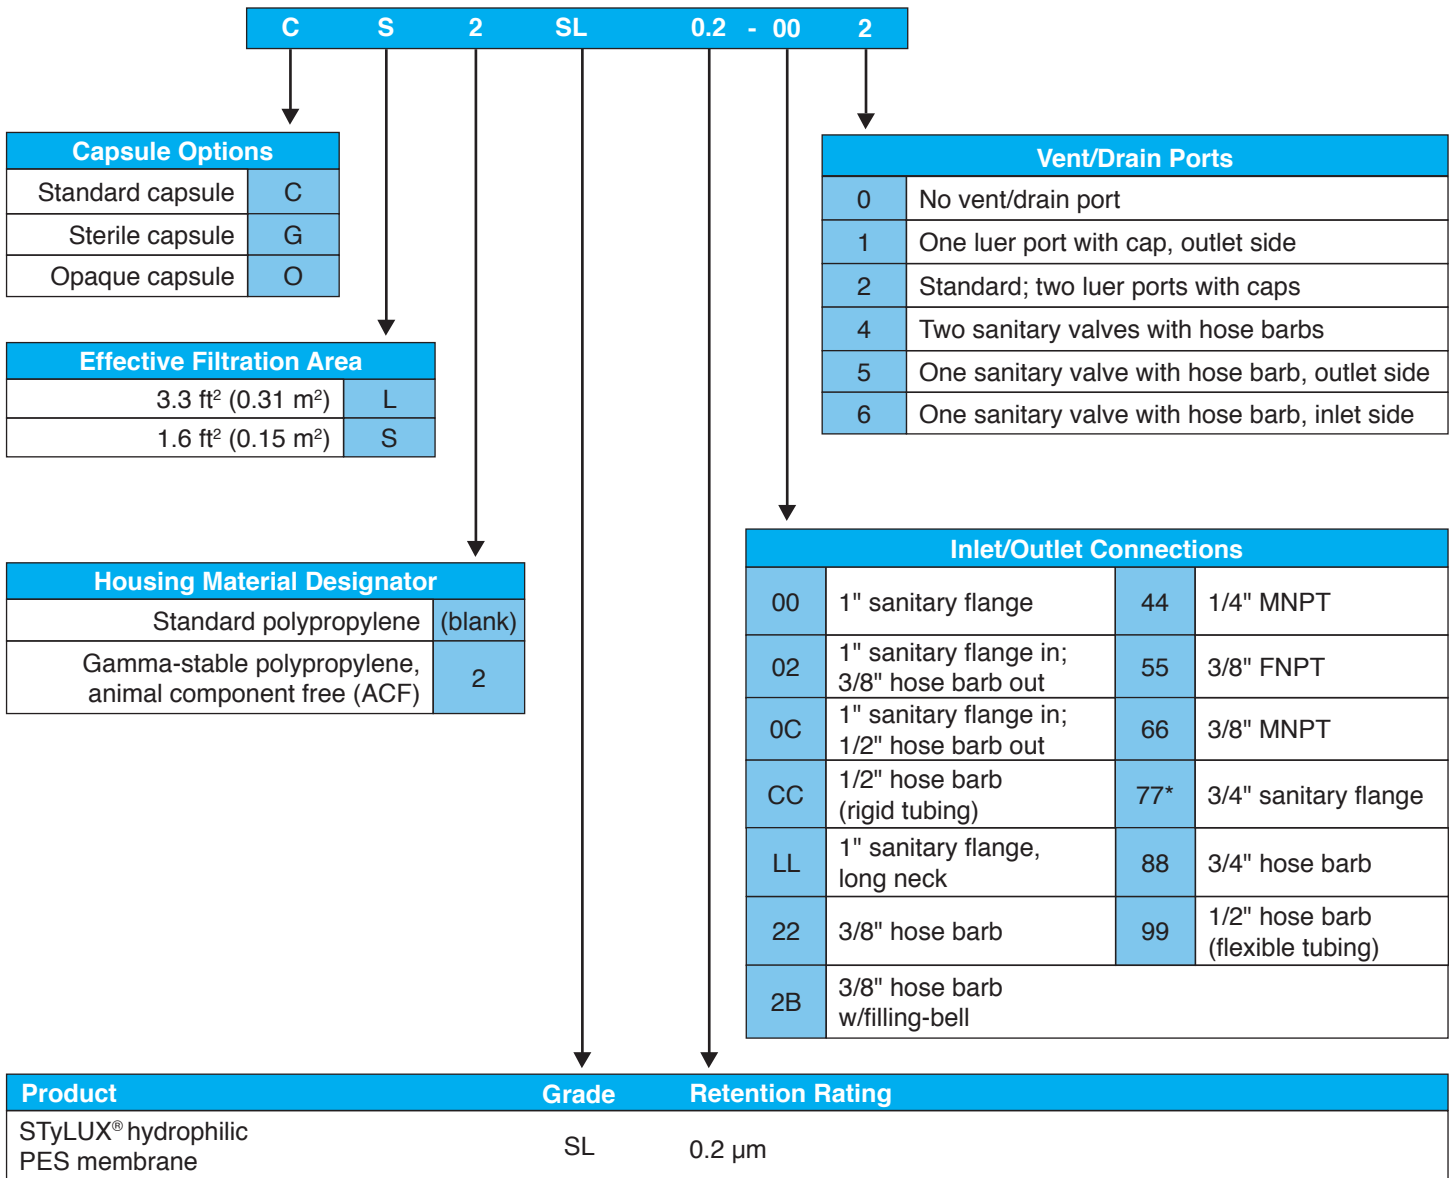 C S 2 SL 0.2 - 00 2
Capsule Options
Standard capsule C
Sterile capsule G
Opaque capsule O
Effective Filtration Area
3.3 ft² (0.31 m²) L
1.6 ft² (0.15 m²) S
Housing Material Designator
Standard polypropylene (blank)
Gamma-stable polypropylene,
animal component free (ACF) 2
Vent/Drain Ports
0 No vent/drain port
1 One luer port with cap, outlet side
2 Standard; two luer ports with caps
4 Two sanitary valves with hose barbs
5 One sanitary valve with hose barb, outlet side
6 One sanitary valve with hose barb, inlet side
Inlet/Outlet Connections
00 1" sanitary flange 44 1/4" MNPT
02 1" sanitary flange in;
3/8" hose barb out 55 3/8" FNPT
0C 1" sanitary flange in;
1/2" hose barb out 66 3/8" MNPT
CC 1/2" hose barb
(rigid tubing) 77* 3/4" sanitary flange
LL 1" sanitary flange,
long neck 88 3/4" hose barb
22 3/8" hose barb 99 1/2" hose barb
(flexible tubing)
2B 3/8" hose barb
w/filling-bell
Product Grade Retention Rating
STyLUX® hydrophilic
PES membrane SL 0.2 µm